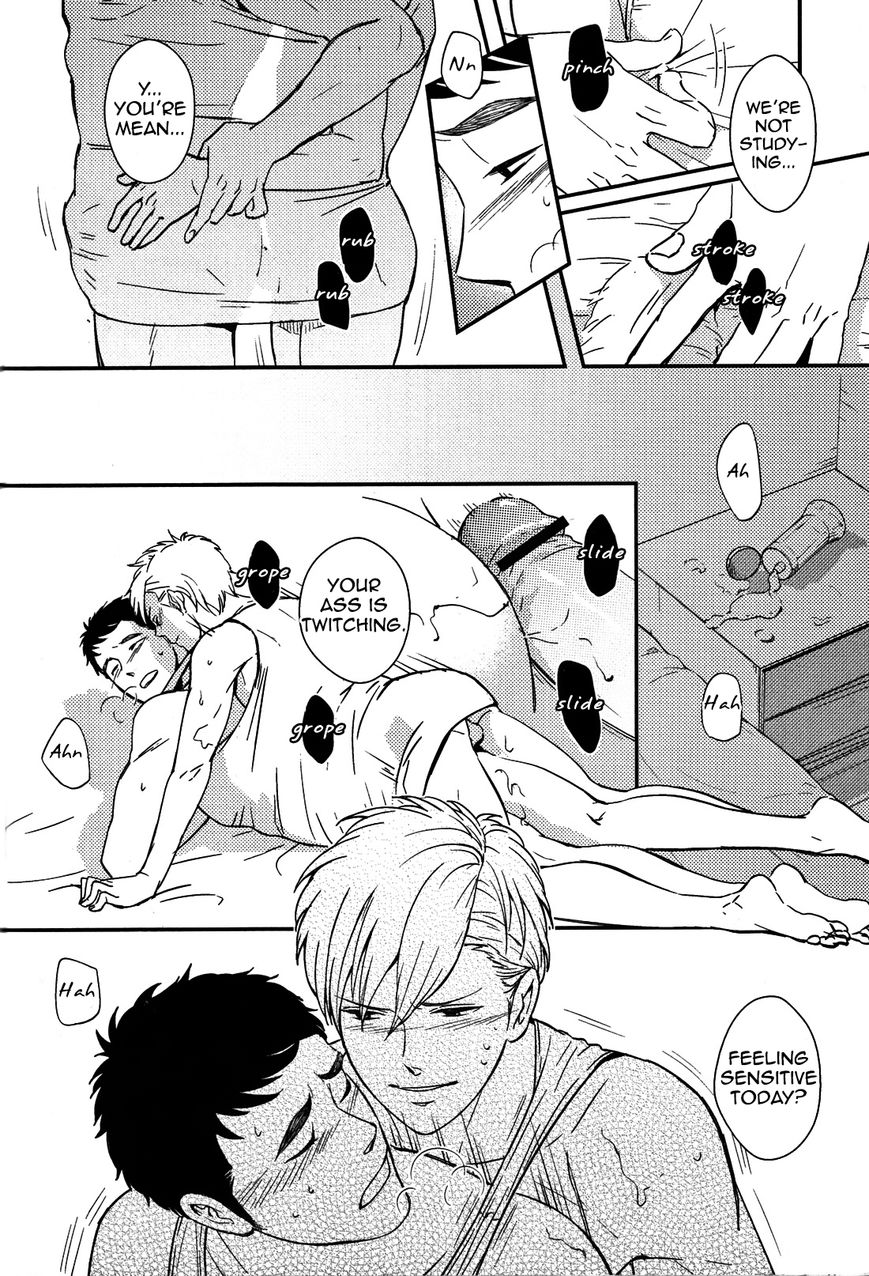 Y...
YOU'RE
MEAN...
Nn
pinch
WE'RE
NOT
STUDY-
ING...
rub
rub
stroke
stroke
Ah
grope
YOUR
ASS IS
TWITCHING.
slide
grope
slide
Hah
Ahn
Hah
FEELING
SENSITIVE
TODAY?